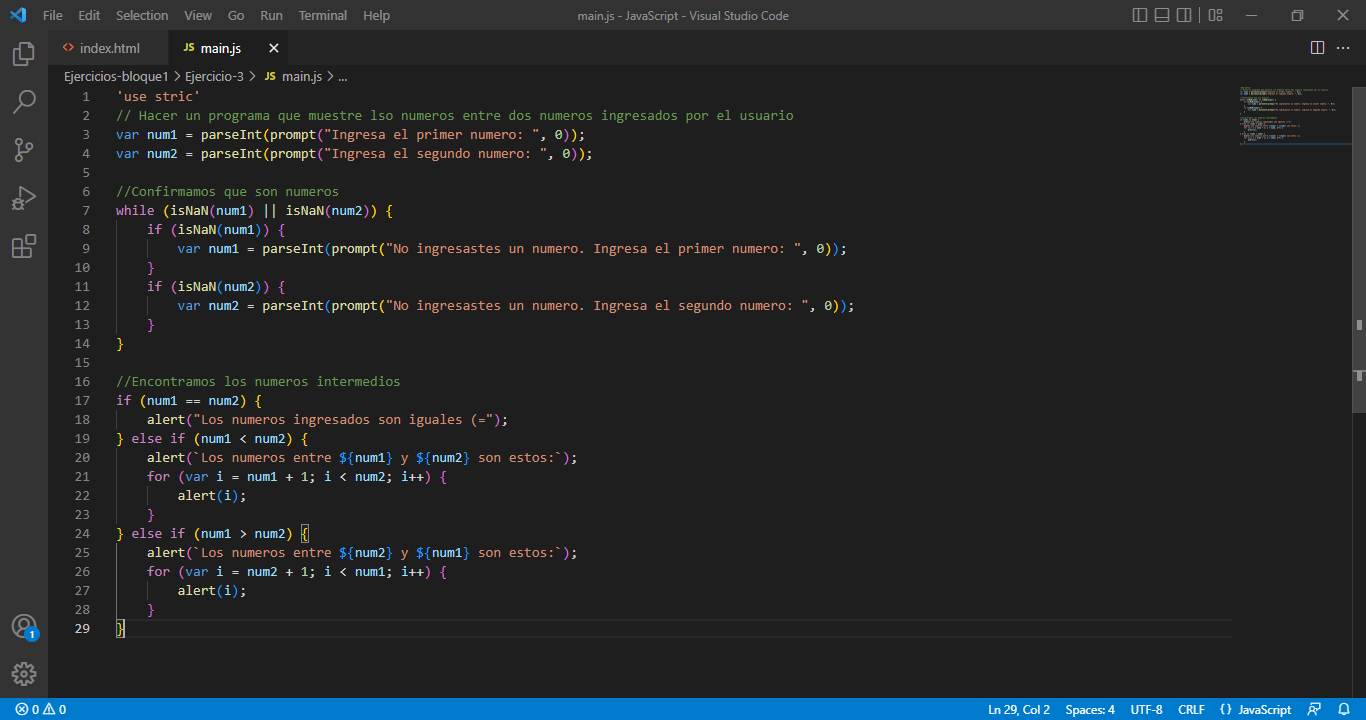 File Edit Selection View Go Run Terminal Help main.js - JavaScript - Visual Studio Code
<> index.html JS main.js
Ejercicios-bloque1 > Ejercicio-3 > JS main.js > ...
1 'use stric'
2 // Hacer un programa que muestre lso numeros entre dos numeros ingresados por el usuario
3 var num1 = parseInt(prompt("Ingresa el primer numero: ", 0));
4 var num2 = parseInt(prompt("Ingresa el segundo numero: ", 0));
5
6 //Confirmamos que son numeros
7 while (isNaN(num1) || isNaN(num2)) {
8     if (isNaN(num1)) {
9         var num1 = parseInt(prompt("No ingresastes un numero. Ingresa el primer numero: ", 0));
10     }
11     if (isNaN(num2)) {
12         var num2 = parseInt(prompt("No ingresastes un numero. Ingresa el segundo numero: ", 0));
13     }
14 }
15
16 //Encontramos los numeros intermedios
17 if (num1 == num2) {
18     alert("Los numeros ingresados son iguales (=");
19 } else if (num1 < num2) {
20     alert(`Los numeros entre ${num1} y ${num2} son estos:`);
21     for (var i = num1 + 1; i < num2; i++) {
22         alert(i);
23     }
24 } else if (num1 > num2) {
25     alert(`Los numeros entre ${num2} y ${num1} son estos:`);
26     for (var i = num2 + 1; i < num1; i++) {
27         alert(i);
28     }
29 }
1
0 0 Ln 29, Col 2 Spaces: 4 UTF-8 CRLF {} JavaScript